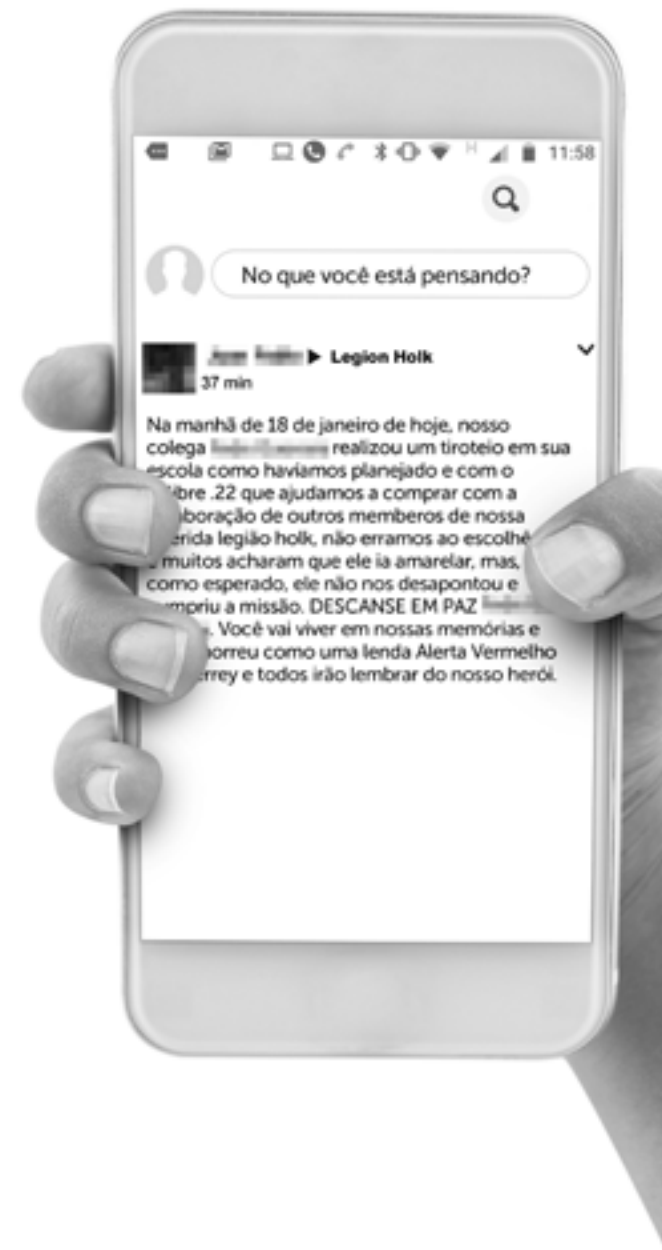 11:58
No que você está pensando?
Legion Holk
37 min
Na manhã de 18 de janeiro de hoje, nosso
colega realizou um tiroteio em sua
escola como haviamos planejado e com o
.22 que ajudamos a comprar com a
de outros memberos de nossa
legião holk, não erramos ao
muitos acharam que ele ia amarelar, mas,
como esperado, ele não nos desapontou e
a missão. DESCANSE EM PAZ
Você vai viver em nossas memórias e
como uma lenda Alerta Vermelho
e todos irão lembrar do nosso herói.